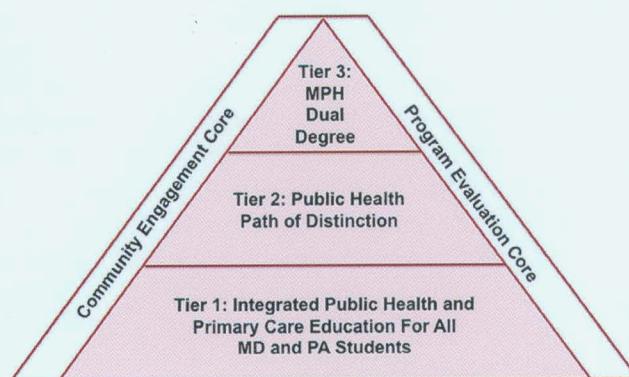 Tier 3:
MPH
Dual
Degree
Community Engagement Core
Program Evaluation Core
Tier 2: Public Health
Path of Distinction
Tier 1: Integrated Public Health and
Primary Care Education For All
MD and PA Students